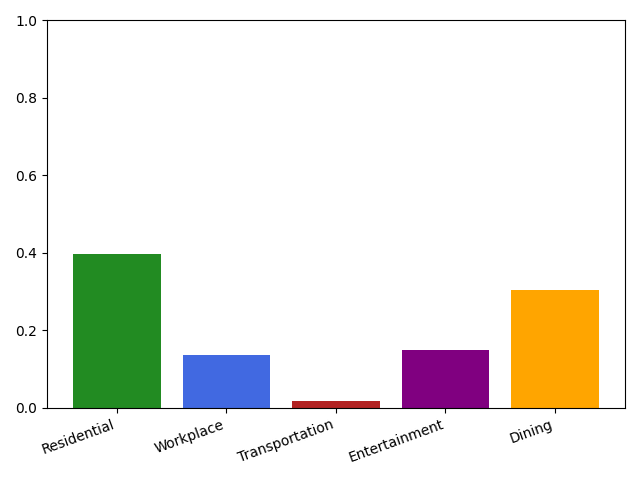 1.0
0.8
0.6
0.4
0.2
0.0
Residential
Workplace
Transportation
Entertainment
Dining